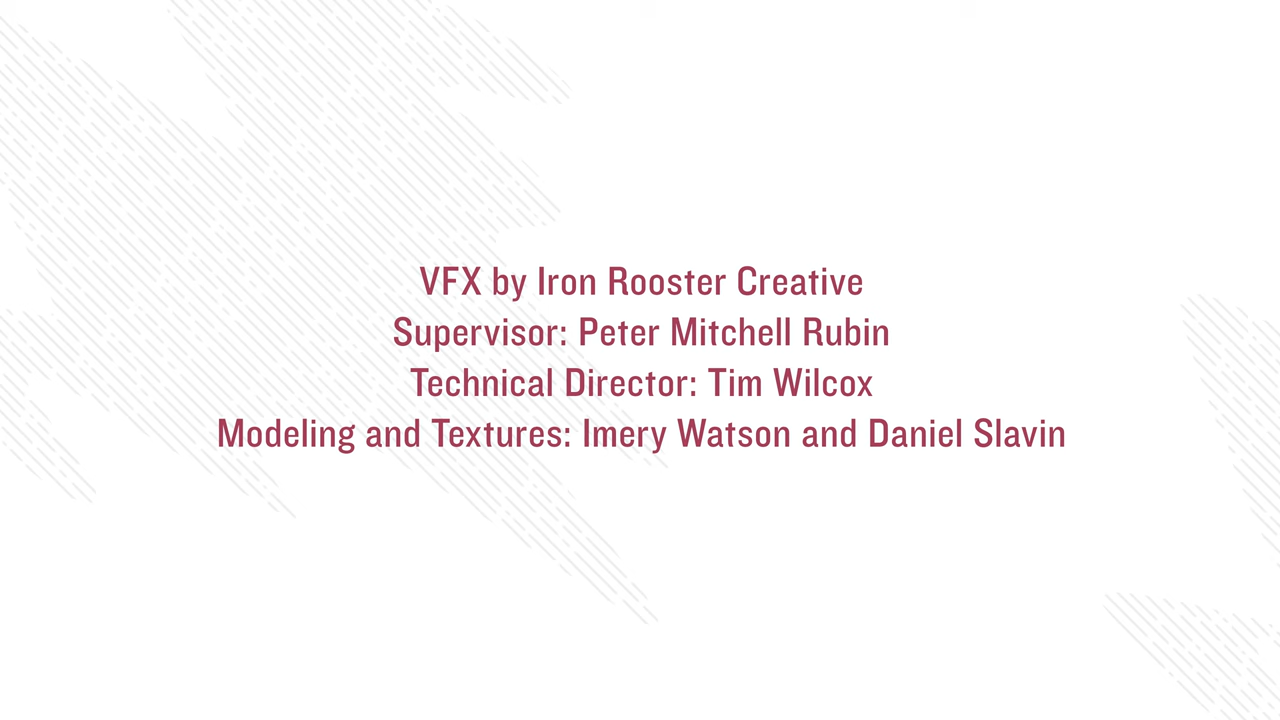 VFX by Iron Rooster Creative
Supervisor: Peter Mitchell Rubin
Technical Director: Tim Wilcox
Modeling and Textures: Imery Watson and Daniel Slavin